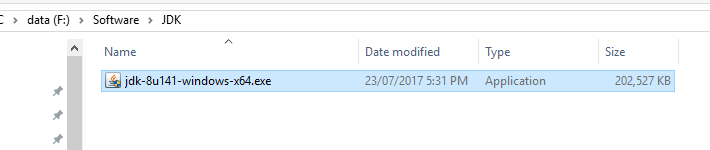 data (F:) > Software > JDK
Name Date modified Type Size
jdk-8u141-windows-x64.exe 23/07/2017 5:31 PM Application 202,527 KB